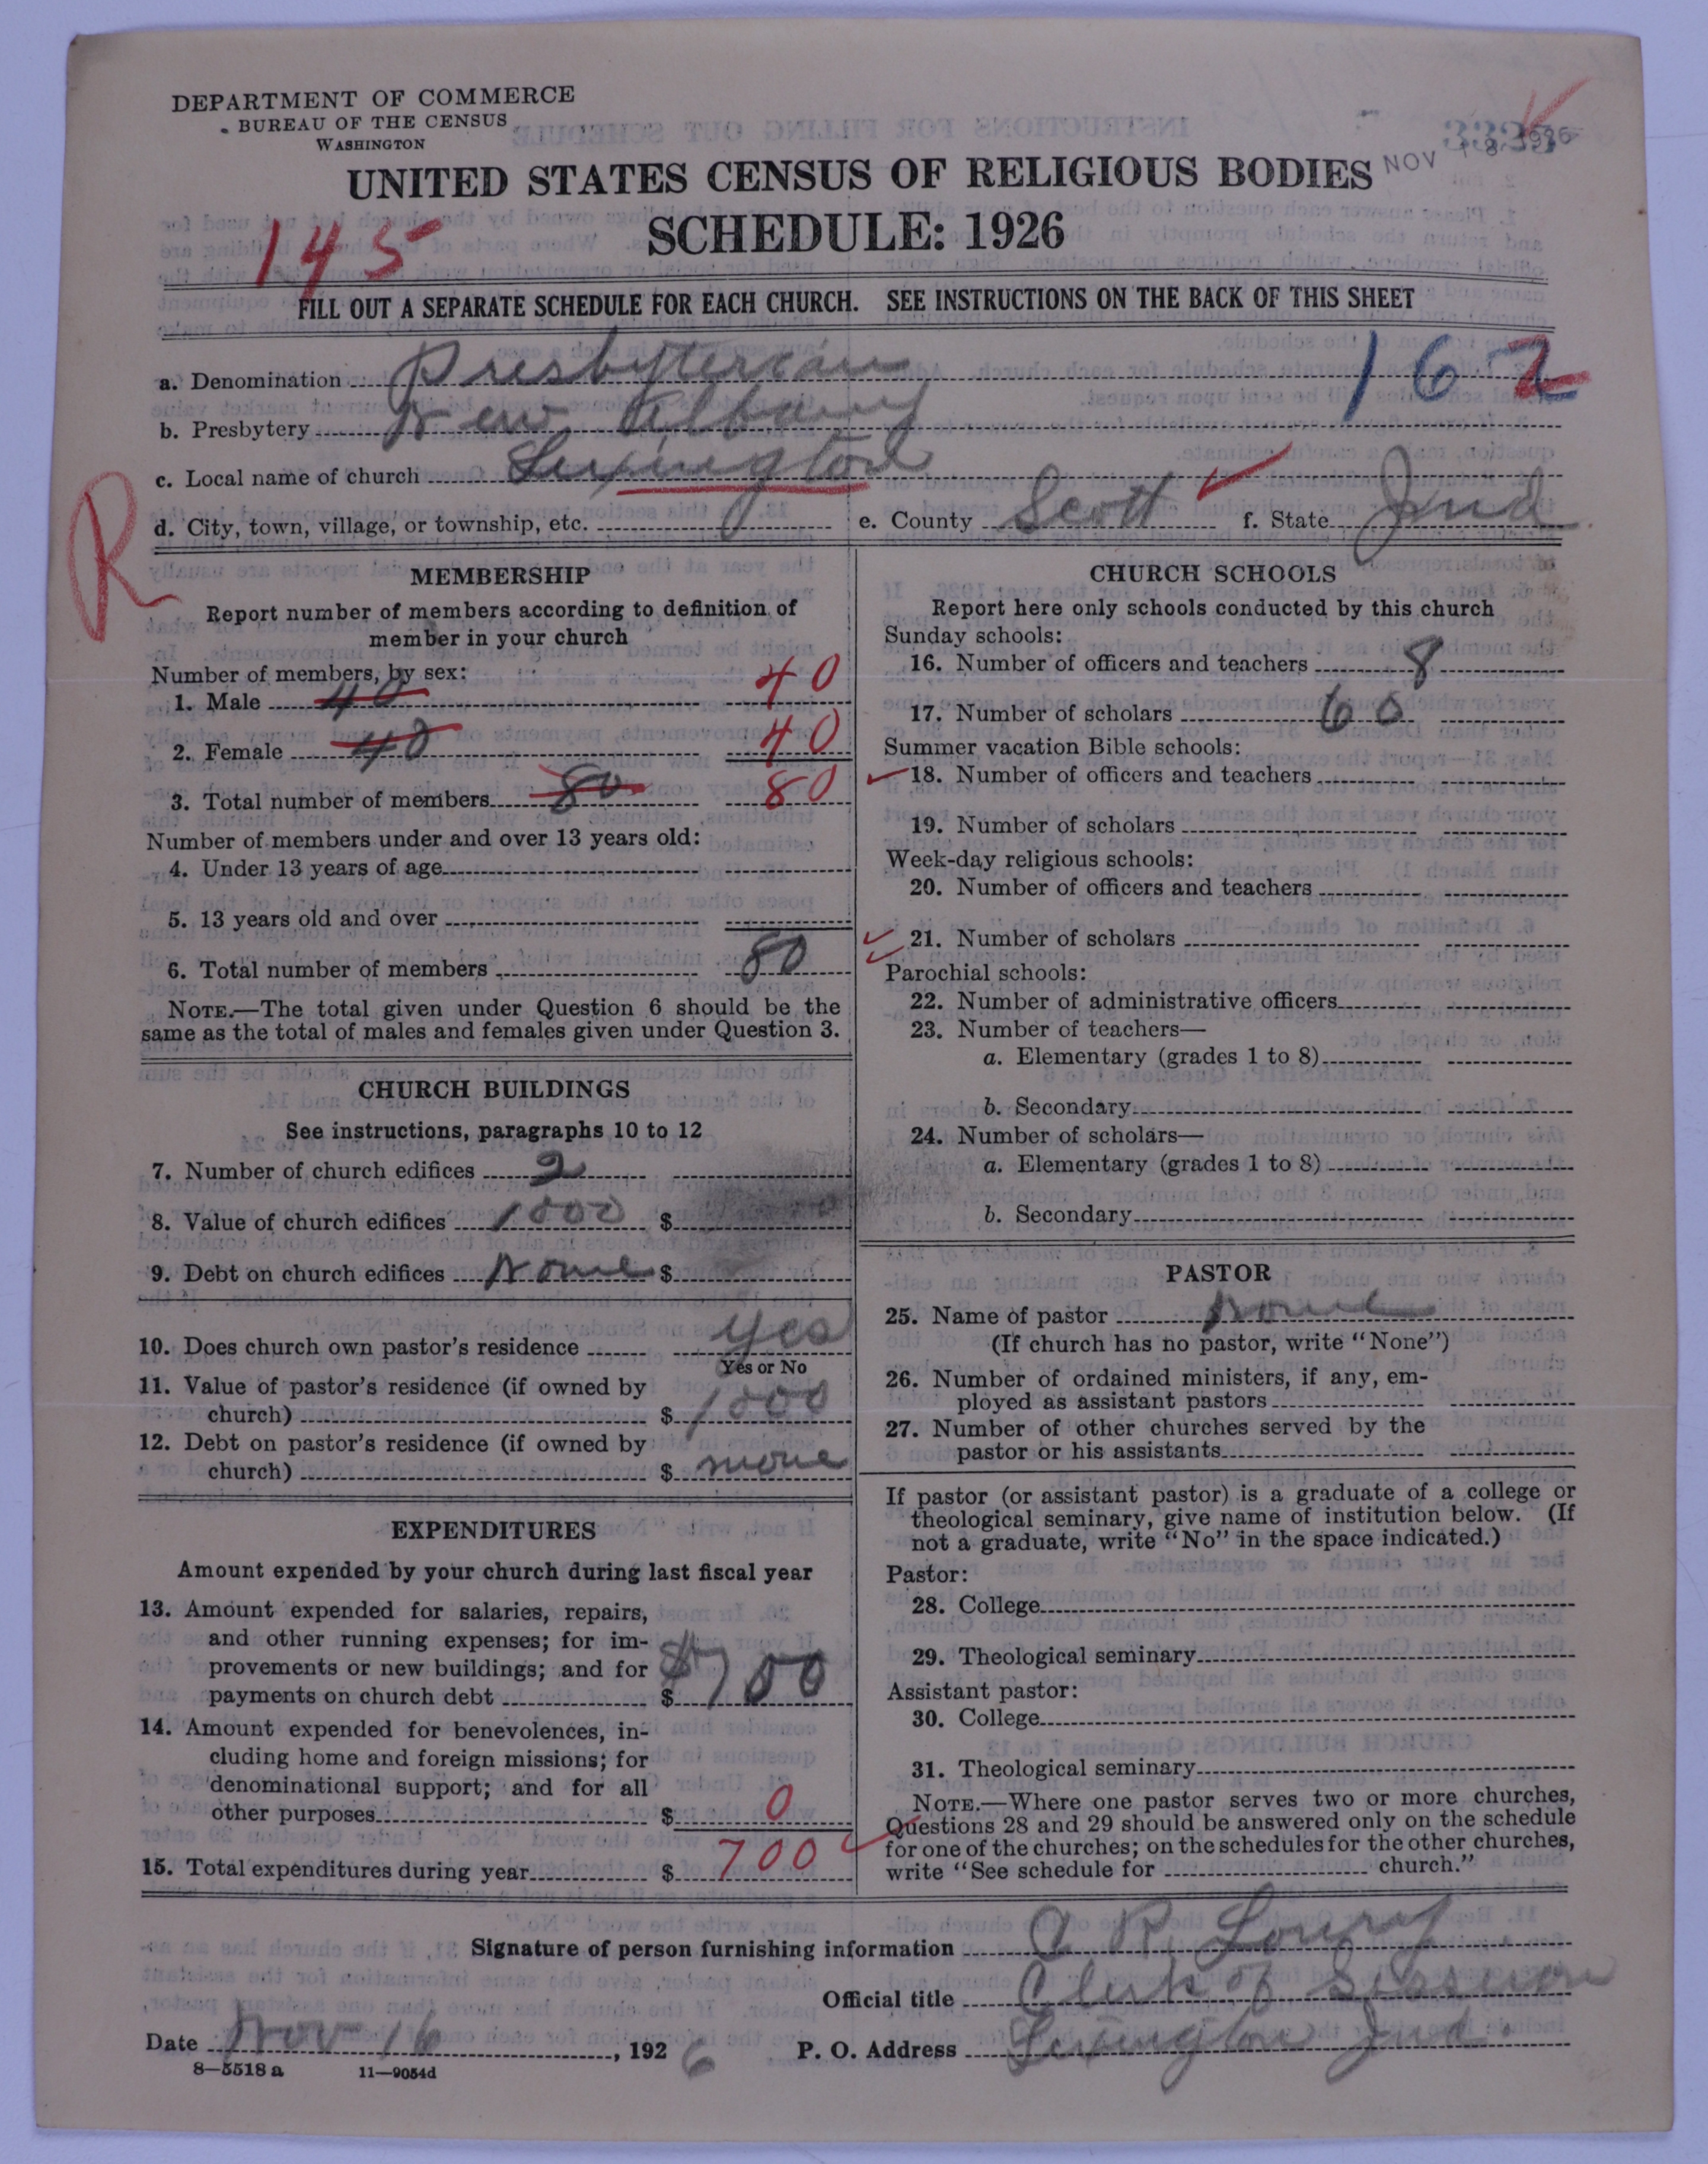 DEPARTMENT OF COMMERCE
BUREAU OF THE CENSUS
WASHINGTON
NOV 18 1926
UNITED STATES CENSUS OF RELIGIOUS BODIES
SCHEDULE: 1926
145
FILL OUT A SEPARATE SCHEDULE FOR EACH CHURCH. SEE INSTRUCTIONS ON THE BACK OF THIS SHEET
a. Denomination Presbyterian 162
b. Presbytery New Albany
c. Local name of church Lexington
d. City, town, village, or township, etc. e. County Scott f. State Ind
R
MEMBERSHIP
Report number of members according to definition of
member in your church
Number of members, by sex:
1. Male 40 40
2. Female 40 40
3. Total number of members 80 80
Number of members under and over 13 years old:
4. Under 13 years of age
5. 13 years old and over
6. Total number of members 80
NOTE.—The total given under Question 6 should be the
same as the total of males and females given under Question 3.
CHURCH BUILDINGS
See instructions, paragraphs 10 to 12
7. Number of church edifices 2
8. Value of church edifices 1000 $
9. Debt on church edifices None $
10. Does church own pastor's residence yes
Yes or No
11. Value of pastor's residence (if owned by
church) $ 1000
12. Debt on pastor's residence (if owned by
church) $ none
EXPENDITURES
Amount expended by your church during last fiscal year
13. Amount expended for salaries, repairs,
and other running expenses; for im-
provements or new buildings; and for
payments on church debt $ $700
14. Amount expended for benevolences, in-
cluding home and foreign missions; for
denominational support; and for all
other purposes $ 0
15. Total expenditures during year $ 700
CHURCH SCHOOLS
Report here only schools conducted by this church
Sunday schools:
16. Number of officers and teachers 8
17. Number of scholars 60
Summer vacation Bible schools:
18. Number of officers and teachers
19. Number of scholars
Week-day religious schools:
20. Number of officers and teachers
21. Number of scholars
Parochial schools:
22. Number of administrative officers
23. Number of teachers—
a. Elementary (grades 1 to 8)
b. Secondary
24. Number of scholars—
a. Elementary (grades 1 to 8)
b. Secondary
PASTOR
25. Name of pastor None
(If church has no pastor, write "None")
26. Number of ordained ministers, if any, em-
ployed as assistant pastors
27. Number of other churches served by the
pastor or his assistants
If pastor (or assistant pastor) is a graduate of a college or
theological seminary, give name of institution below. (If
not a graduate, write "No" in the space indicated.)
Pastor:
28. College
29. Theological seminary
Assistant pastor:
30. College
31. Theological seminary
NOTE.—Where one pastor serves two or more churches,
Questions 28 and 29 should be answered only on the schedule
for one of the churches; on the schedules for the other churches,
write "See schedule for church."
Signature of person furnishing information A R Loury
Official title Clerk of Session
Date Nov 16, 1926 P. O. Address Lexington Ind.
8—5518 a 11—9054d